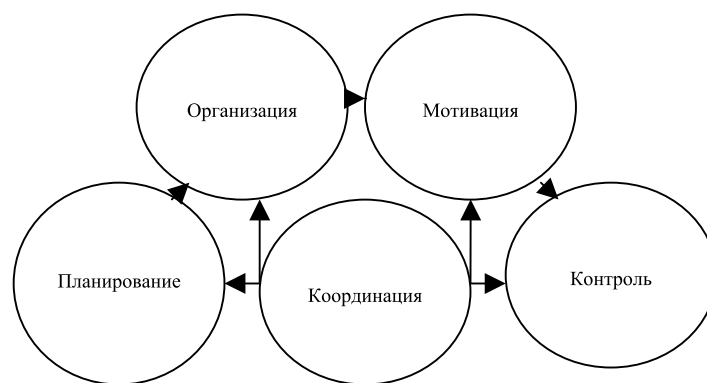 Организация
Мотивация
Планирование
Координация
Контроль